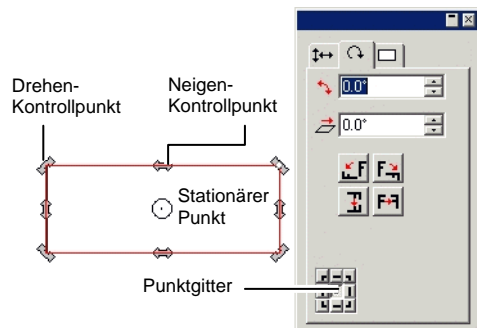 Drehen-
Kontrollpunkt
Neigen-
Kontrollpunkt
Stationärer
Punkt
Punktgitter
0.0°
0.0°
F F
F F